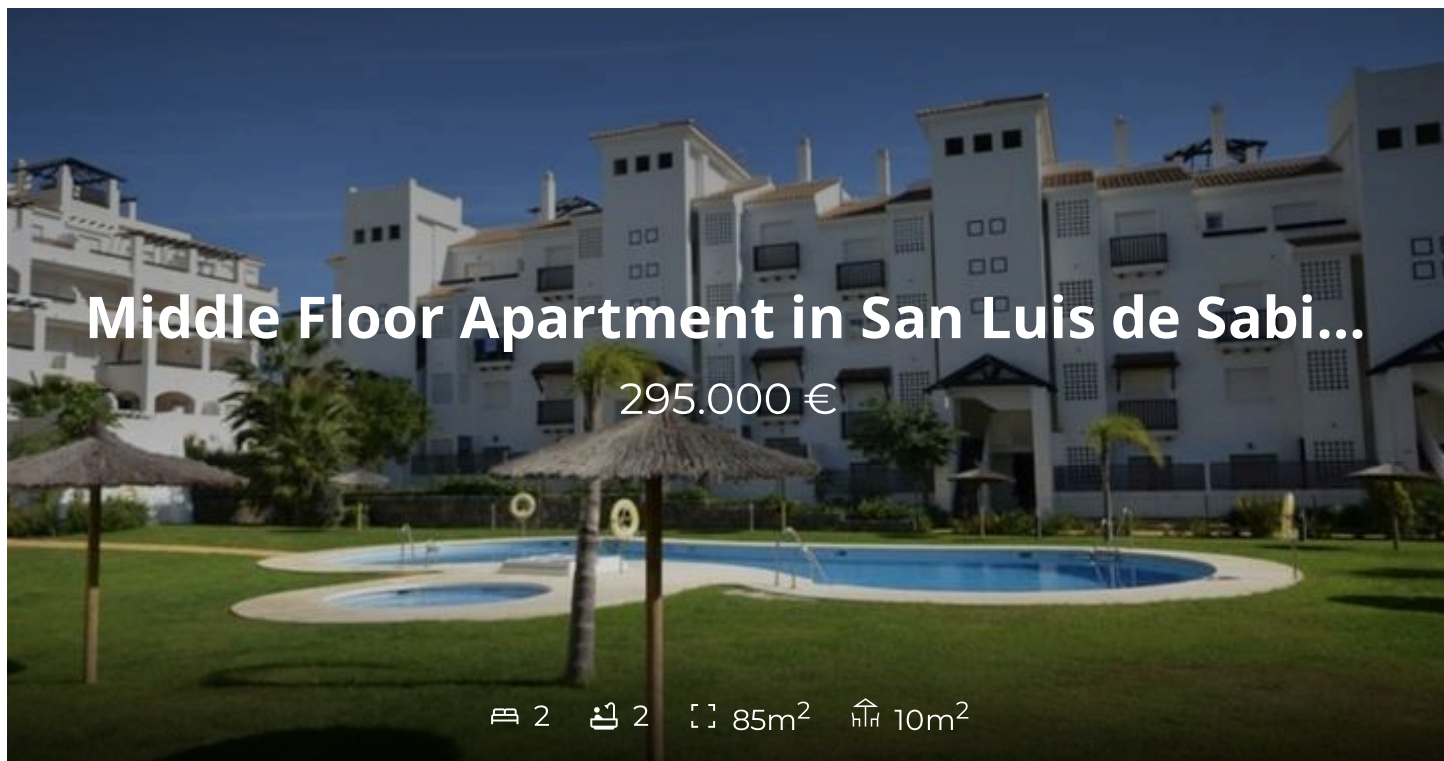 Middle Floor Apartment in San Luis de Sabi...
295.000 €
2 2 85m² 10m²